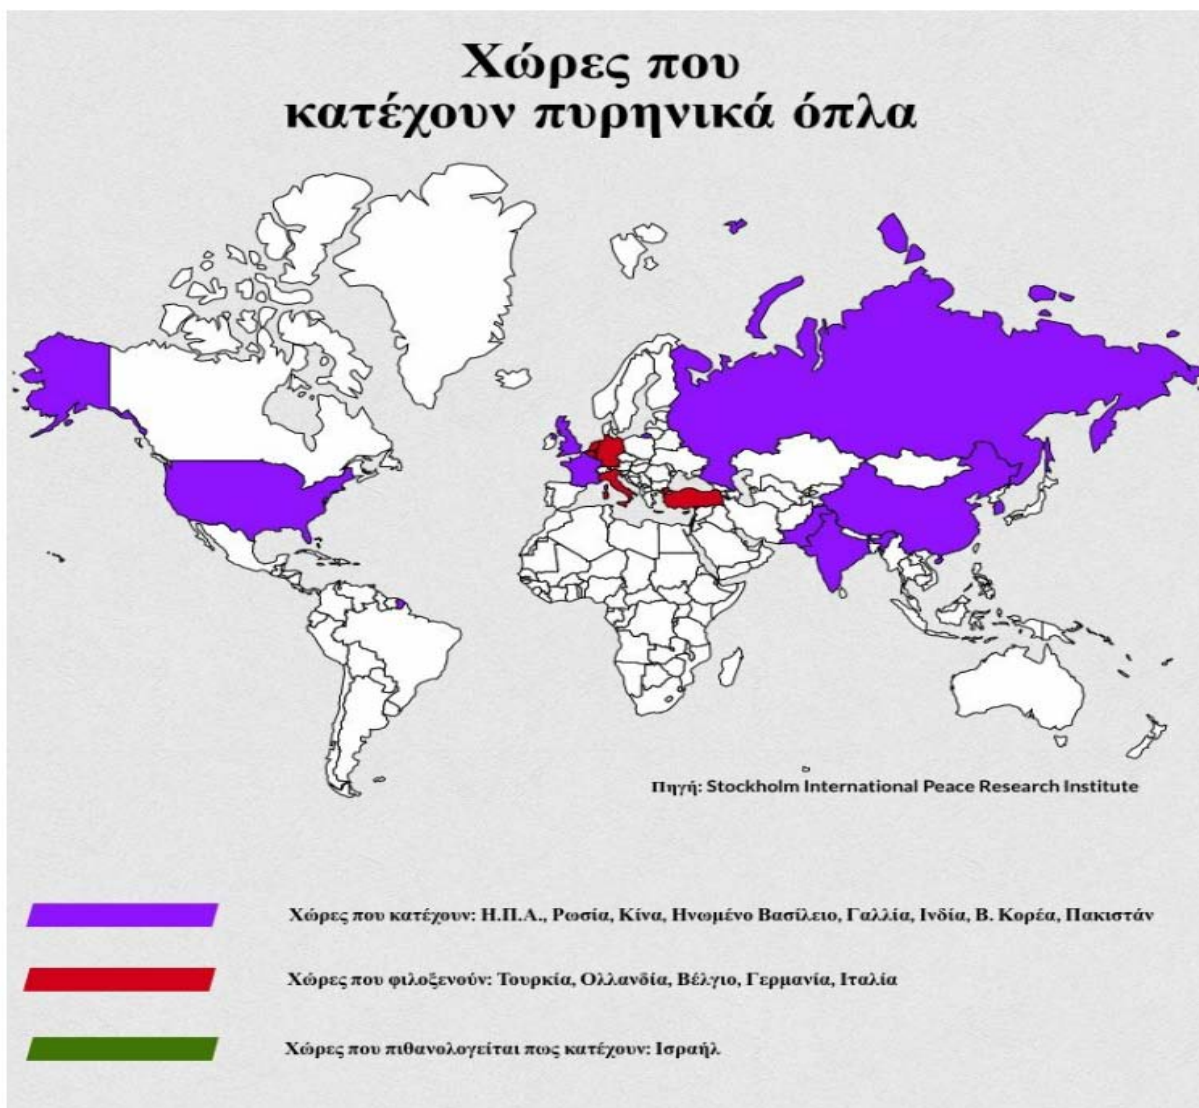 Χώρες που
κατέχουν πυρηνικά όπλα
Πηγή: Stockholm International Peace Research Institute
Χώρες που κατέχουν: Η.Π.Α., Ρωσία, Κίνα, Ηνωμένο Βασίλειο, Γαλλία, Ινδία, Β. Κορέα, Πακιστάν
Χώρες που φιλοξενούν: Τουρκία, Ολλανδία, Βέλγιο, Γερμανία, Ιταλία
Χώρες που πιθανολογείται πως κατέχουν: Ισραήλ